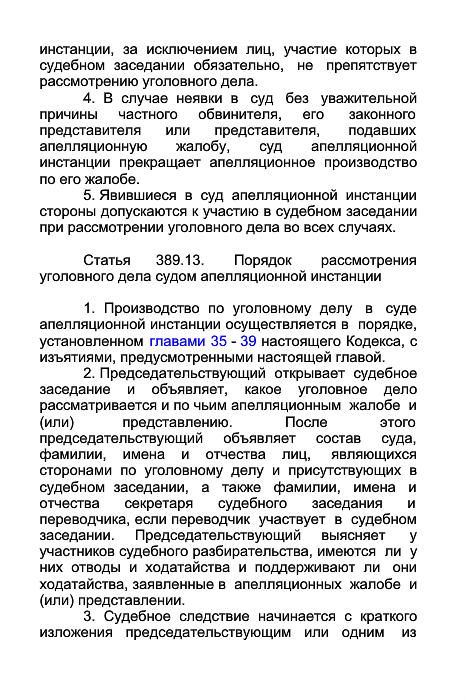 инстанции, за исключением лиц, участие которых в
судебном заседании обязательно, не препятствует
рассмотрению уголовного дела.
4. В случае неявки в суд без уважительной
причины частного обвинителя, его законного
представителя или представителя, подавших
апелляционную жалобу, суд апелляционной
инстанции прекращает апелляционное производство
по его жалобе.
5. Явившиеся в суд апелляционной инстанции
стороны допускаются к участию в судебном заседании
при рассмотрении уголовного дела во всех случаях.
Статья 389.13. Порядок рассмотрения
уголовного дела судом апелляционной инстанции
1. Производство по уголовному делу в суде
апелляционной инстанции осуществляется в порядке,
установленном главами 35 - 39 настоящего Кодекса, с
изъятиями, предусмотренными настоящей главой.
2. Председательствующий открывает судебное
заседание и объявляет, какое уголовное дело
рассматривается и по чьим апелляционным жалобе и
(или) представлению. После этого
председательствующий объявляет состав суда,
фамилии, имена и отчества лиц, являющихся
сторонами по уголовному делу и присутствующих в
судебном заседании, а также фамилии, имена и
отчества секретаря судебного заседания и
переводчика, если переводчик участвует в судебном
заседании. Председательствующий выясняет у
участников судебного разбирательства, имеются ли у
них отводы и ходатайства и поддерживают ли они
ходатайства, заявленные в апелляционных жалобе и
(или) представлении.
3. Судебное следствие начинается с краткого
изложения председательствующим или одним из